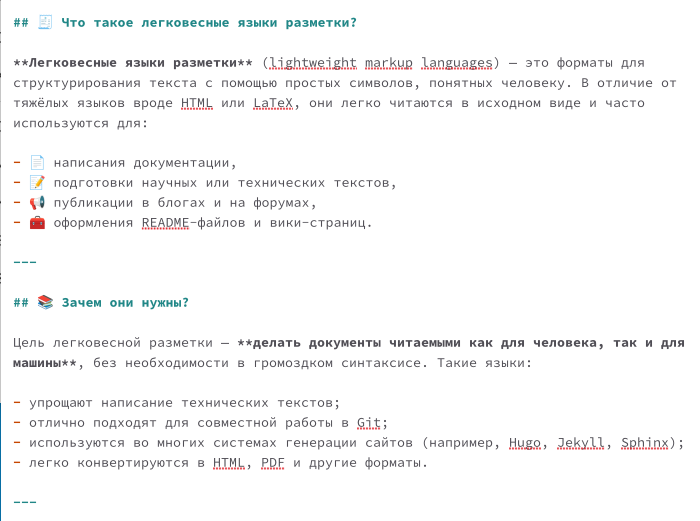 ## 🧾 Что такое легковесные языки разметки?
**Легковесные языки разметки** (lightweight markup languages) — это форматы для
структурирования текста с помощью простых символов, понятных человеку. В отличие от
тяжёлых языков вроде HTML или LaTeX, они легко читаются в исходном виде и часто
используются для:
- 📄 написания документации,
- 📝 подготовки научных или технических текстов,
- 📢 публикации в блогах и на форумах,
- 🧰 оформления README-файлов и вики-страниц.
---
## 📚 Зачем они нужны?
Цель легковесной разметки — **делать документы читаемыми как для человека, так и для
машины**, без необходимости в громоздком синтаксисе. Такие языки:
- упрощают написание технических текстов;
- отлично подходят для совместной работы в Git;
- используются во многих системах генерации сайтов (например, Hugo, Jekyll, Sphinx);
- легко конвертируются в HTML, PDF и другие форматы.
---